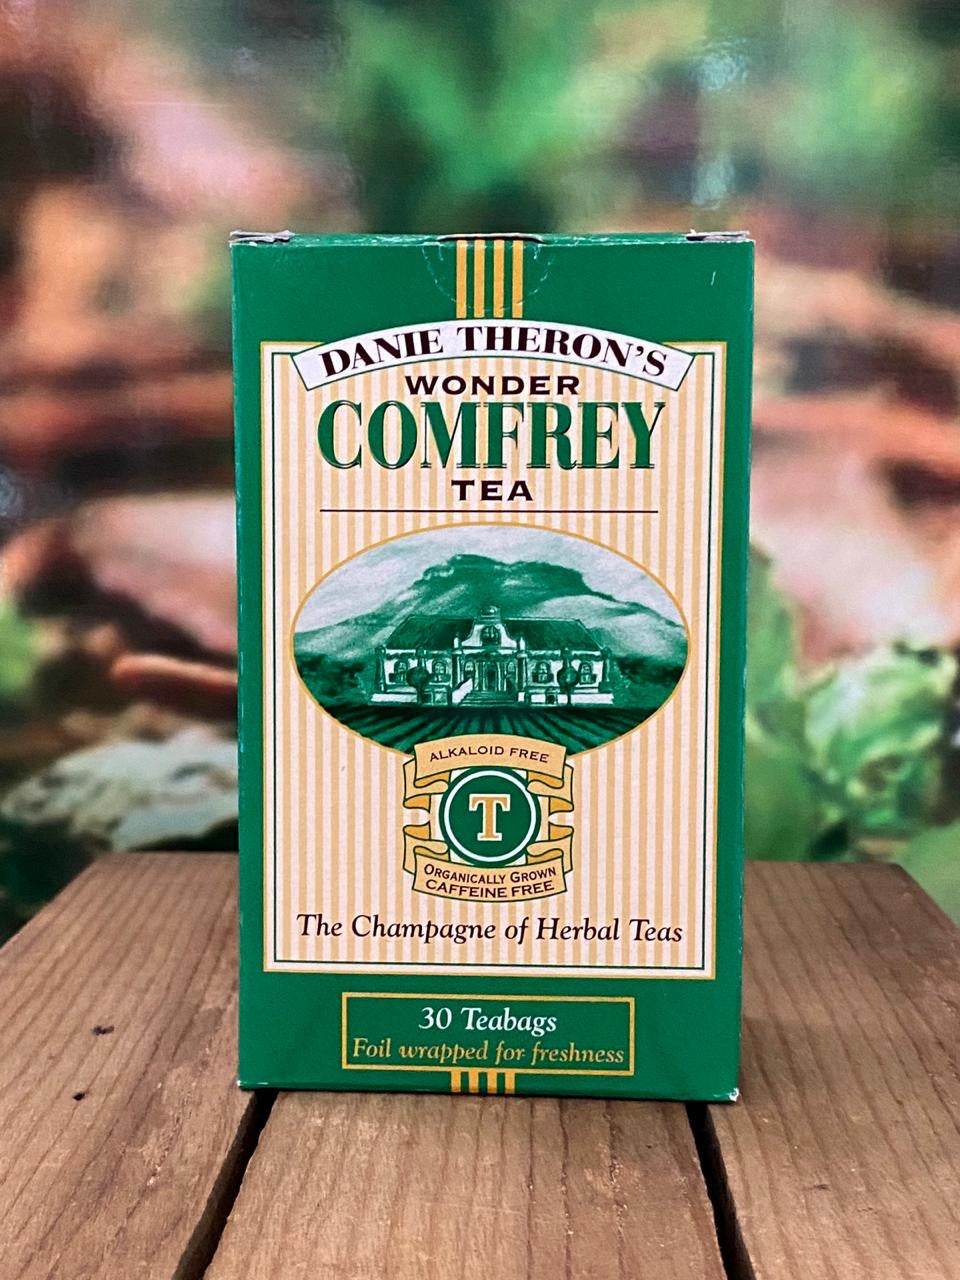 DANIE THERON'S
WONDER
COMFREY
TEA
ALKALOID FREE
T
ORGANICALLY GROWN
CAFFEINE FREE
The Champagne of Herbal Teas
30 Teabags
Foil wrapped for freshness